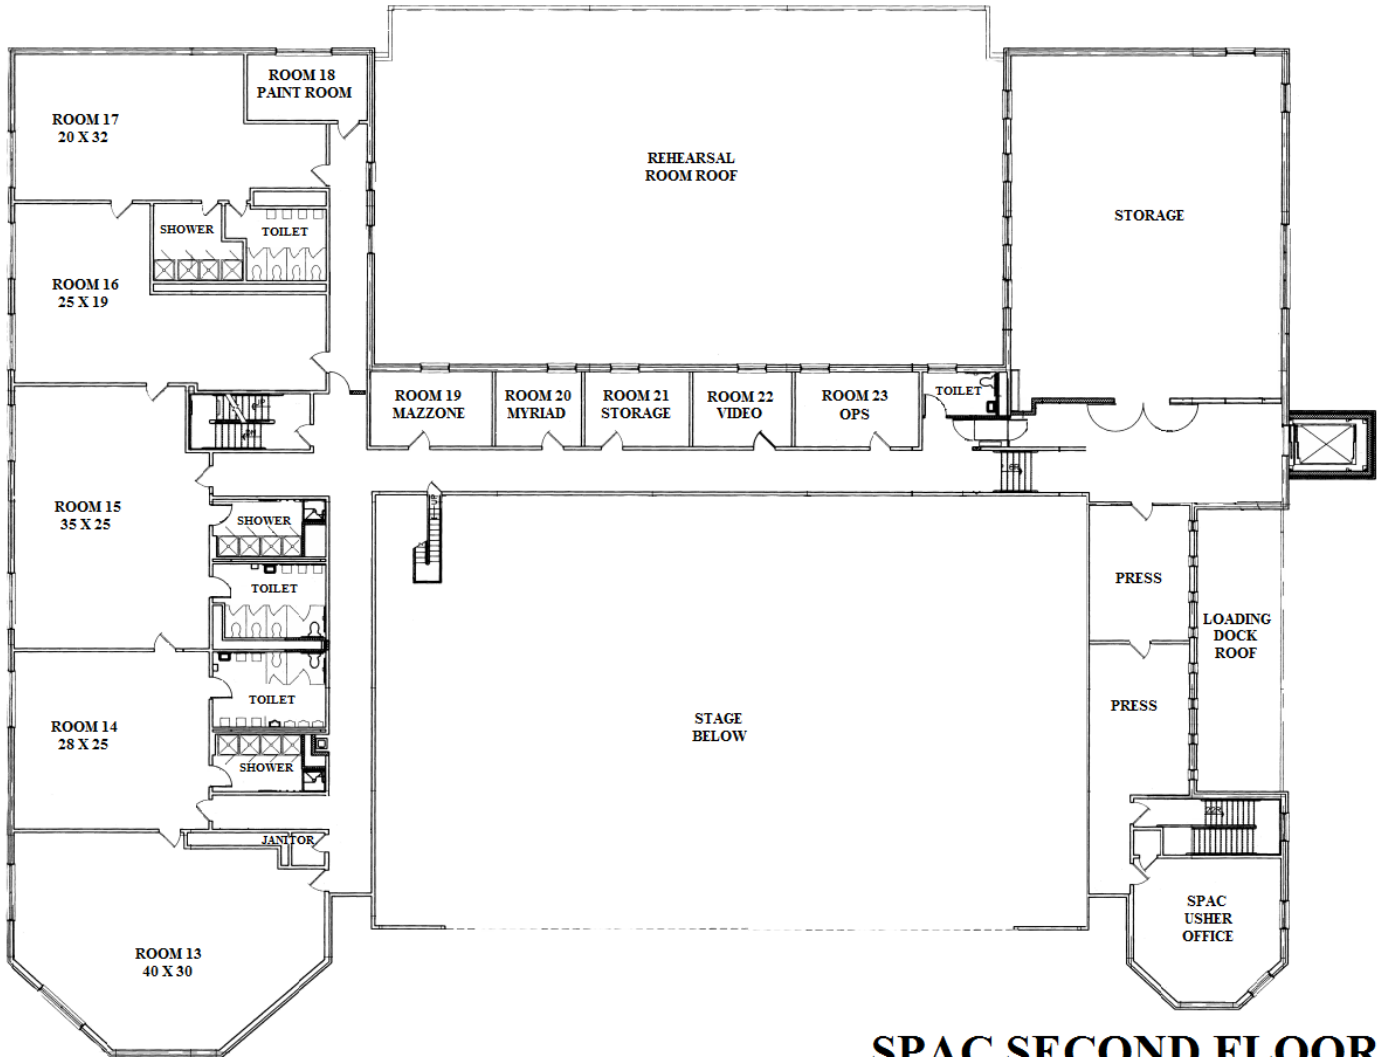 ROOM 18
PAINT ROOM
ROOM 17
20 X 32
REHEARSAL
ROOM ROOF
STORAGE
SHOWER
TOILET
ROOM 16
25 X 19
ROOM 19
MAZZONE
ROOM 20
MYRIAD
ROOM 21
STORAGE
ROOM 22
VIDEO
ROOM 23
OPS
TOILET
ROOM 15
35 X 25
SHOWER
TOILET
PRESS
LOADING
DOCK
ROOF
TOILET
PRESS
ROOM 14
28 X 25
STAGE
BELOW
SHOWER
JANITOR
SPAC
USHER
OFFICE
ROOM 13
40 X 30
SPAC SECOND FLOOR